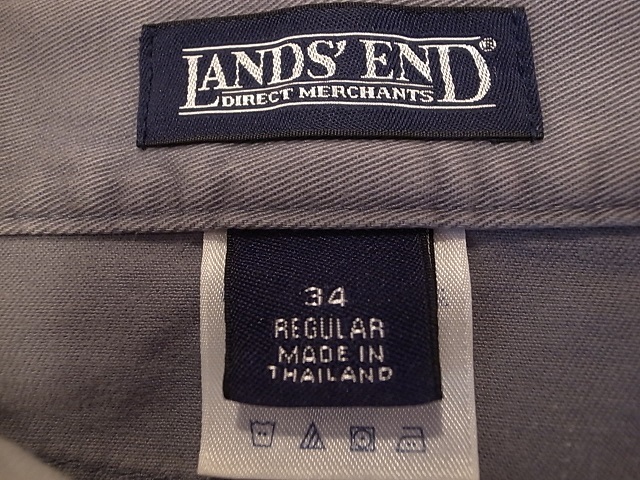 LANDS' END®
DIRECT MERCHANTS
34
REGULAR
MADE IN
THAILAND